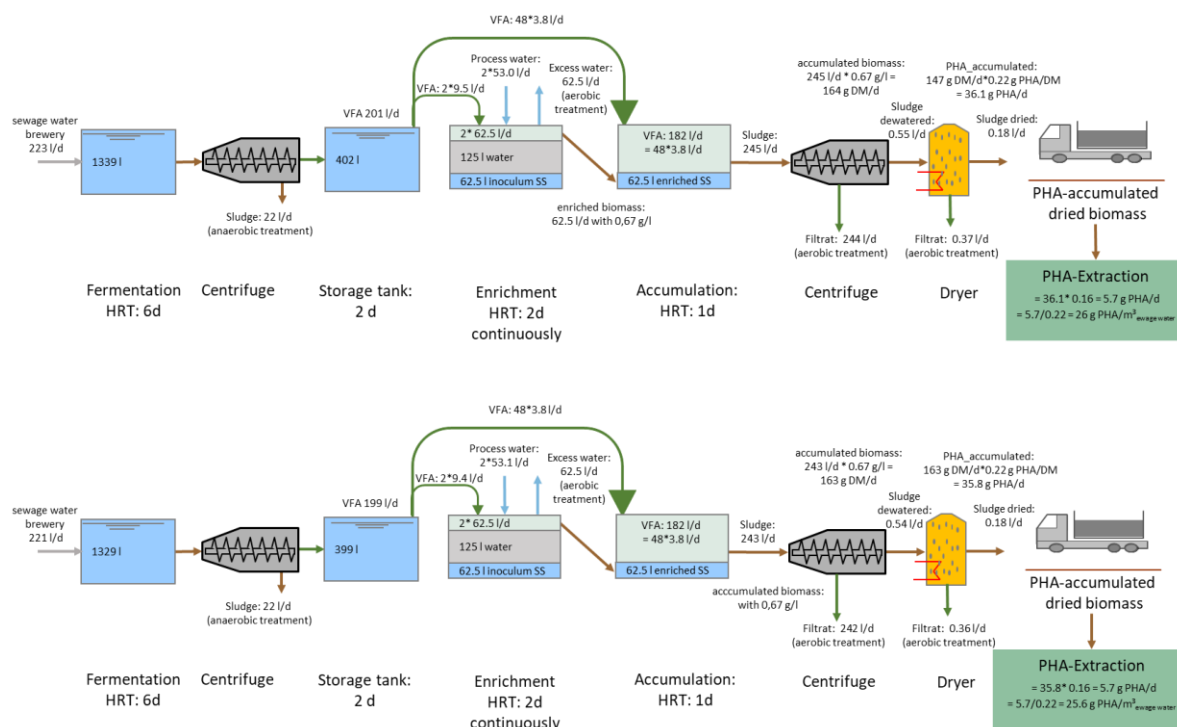 VFA: 48*3.8 l/d
Process water:
2*53.0 l/d
Excess water:
62.5 l/d
(aerobic
treatment)
accumulated biomass:
245 l/d * 0.67 g/l =
164 g DM/d
PHA_accumulated:
147 g DM/d*0.22 g PHA/DM
= 36.1 g PHA/d
sewage water
brewery
223 l/d
VFA 201 l/d
VFA: 2*9.5 l/d
Sludge
dewatered:
0.55 l/d
Sludge dried:
0.18 l/d
1339 l
402 l
2* 62.5 l/d
125 l water
62.5 l inoculum SS
VFA: 182 l/d
= 48*3.8 l/d
62.5 l enriched SS
Sludge:
245 l/d
Sludge: 22 l/d
(anaerobic treatment)
enriched biomass:
62.5 l/d with 0,67 g/l
Filtrat: 244 l/d
(aerobic treatment)
Filtrat: 0.37 l/d
(aerobic treatment)
PHA-accumulated
dried biomass
Fermentation
HRT: 6d
Centrifuge
Storage tank:
2 d
Enrichment
HRT: 2d
continuously
Accumulation:
HRT: 1d
Centrifuge
Dryer
PHA-Extraction
= 36.1* 0.16 = 5.7 g PHA/d
= 5.7/0.22 = 26 g PHA/m³ewage water
VFA: 48*3.8 l/d
Process water:
2*53.1 l/d
Excess water:
62.5 l/d
(aerobic
treatment)
accumulated biomass:
243 l/d * 0.67 g/l =
163 g DM/d
PHA_accumulated:
163 g DM/d*0.22 g PHA/DM
= 35.8 g PHA/d
sewage water
brewery
221 l/d
VFA 199 l/d
VFA: 2*9.4 l/d
Sludge
dewatered:
0.54 l/d
Sludge dried:
0.18 l/d
1329 l
399 l
2* 62.5 l/d
125 l water
62.5 l inoculum SS
VFA: 182 l/d
= 48*3.8 l/d
62.5 l enriched SS
Sludge:
243 l/d
Sludge: 22 l/d
(anaerobic treatment)
acccumulated biomass:
with 0,67 g/l
Filtrat: 242 l/d
(aerobic treatment)
Filtrat: 0.36 l/d
(aerobic treatment)
PHA-accumulated
dried biomass
Fermentation
HRT: 6d
Centrifuge
Storage tank:
2 d
Enrichment
HRT: 2d
continuously
Accumulation:
HRT: 1d
Centrifuge
Dryer
PHA-Extraction
= 35.8* 0.16 = 5.7 g PHA/d
= 5.7/0.22 = 25.6 g PHA/m³ewage water